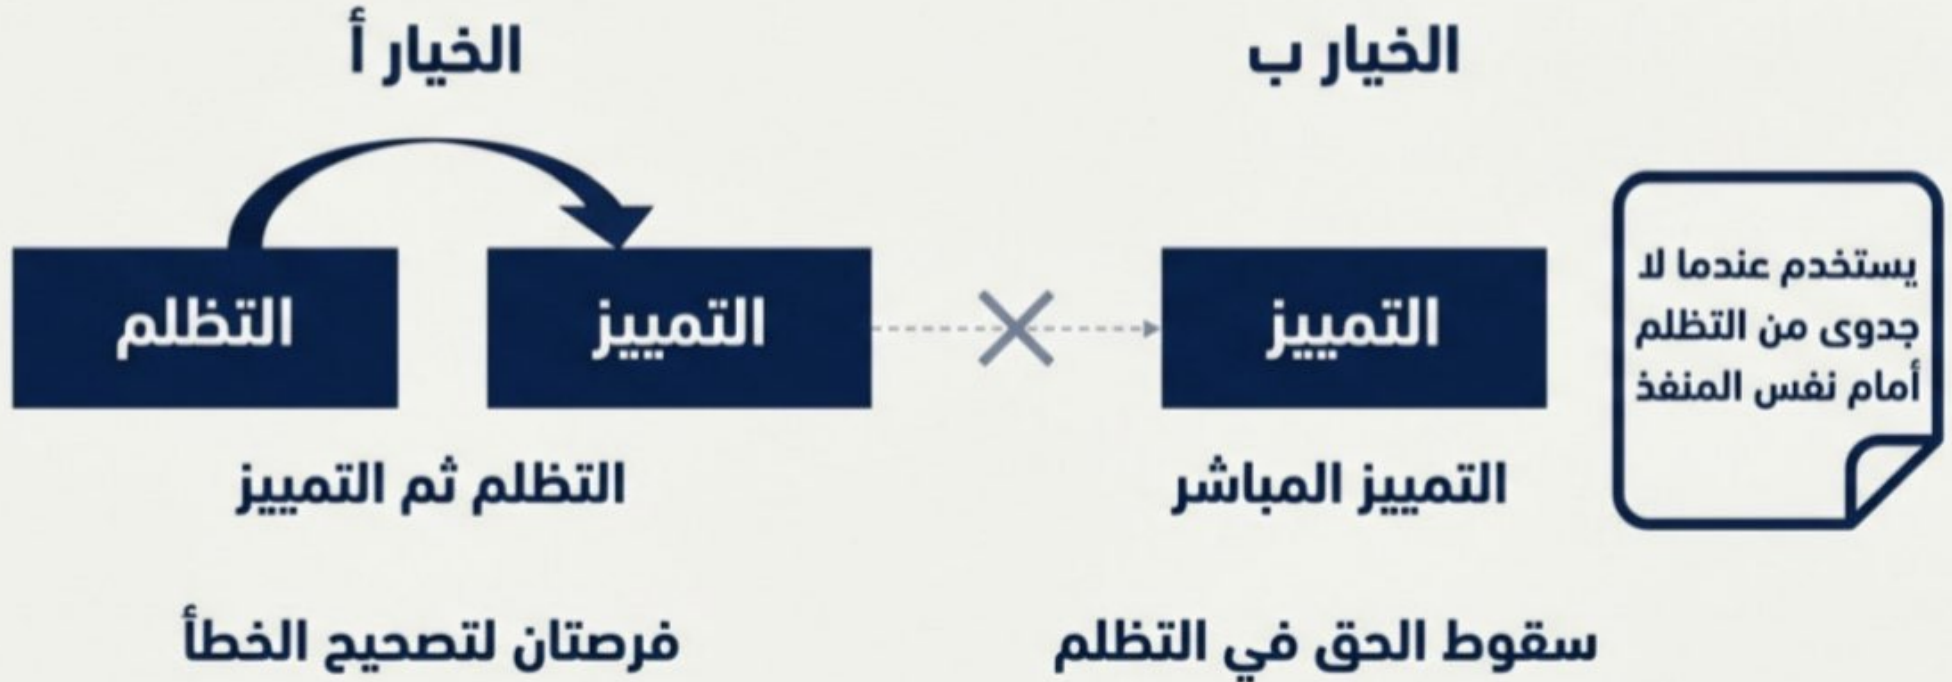 الخيار أ
التظلم
التمييز
التظلم ثم التمييز
فرصتان لتصحيح الخطأ
الخيار ب
التمييز
التمييز المباشر
سقوط الحق في التظلم
يستخدم عندما لا
جدوى من التظلم
أمام نفس المنفذ